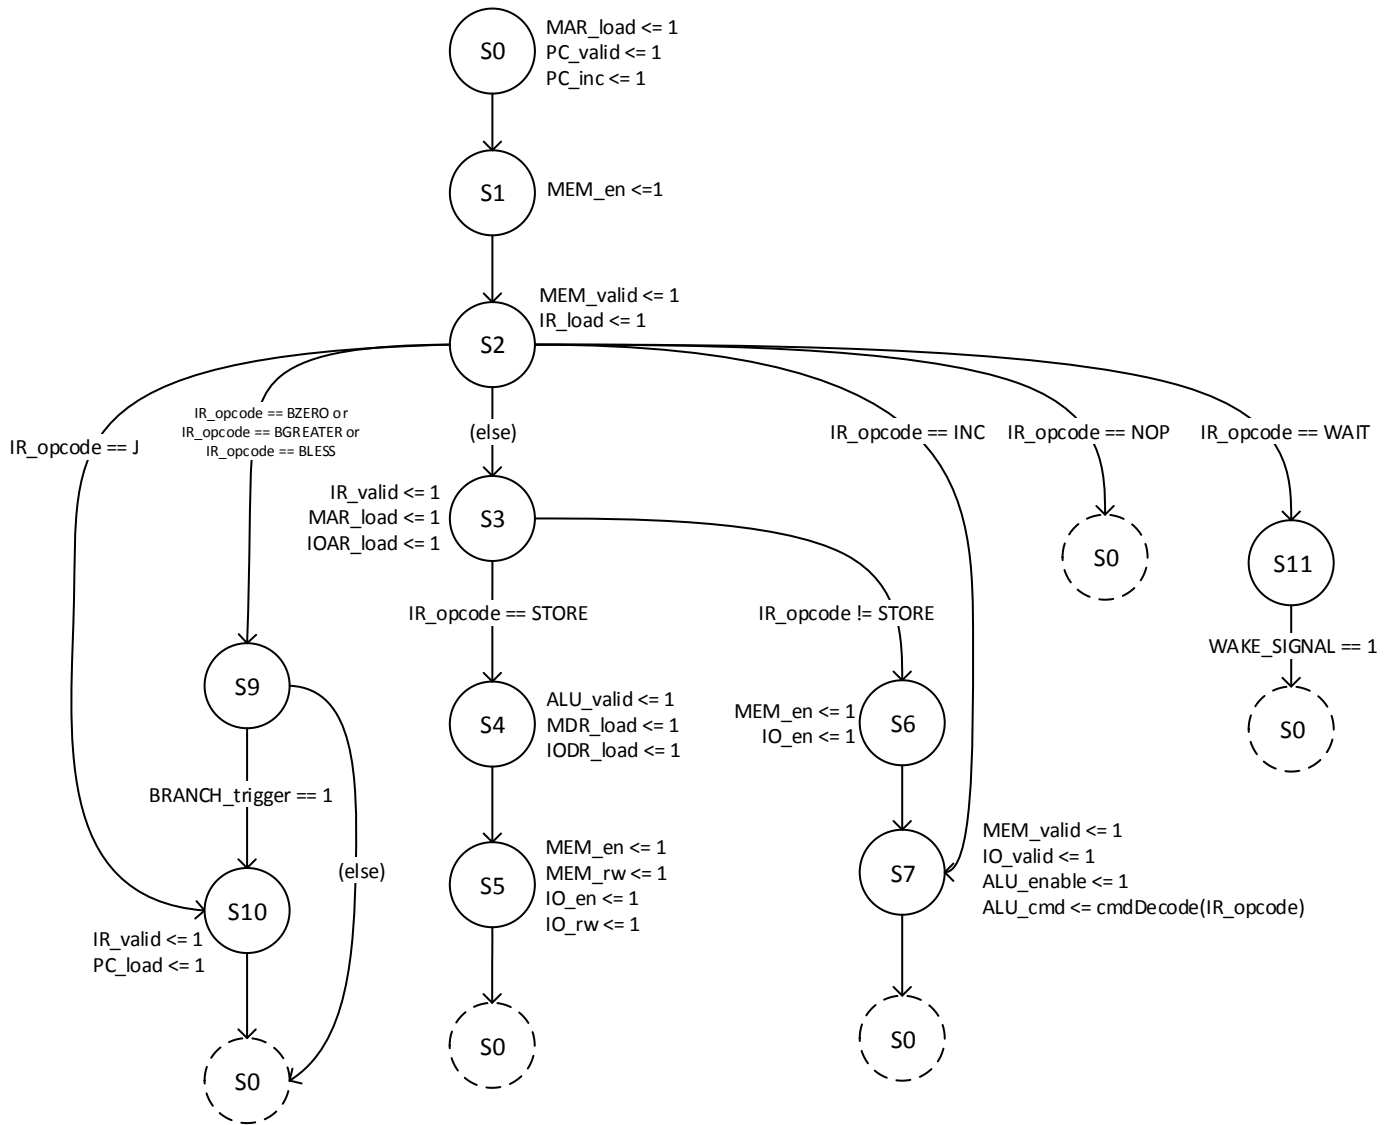 S0
MAR_load <= 1
PC_valid <= 1
PC_inc <= 1
S1
MEM_en <=1
S2
MEM_valid <= 1
IR_load <= 1
IR_opcode == J
IR_opcode == BZERO or
IR_opcode == BGREATER or
IR_opcode == BLESS
(else)
IR_opcode == INC
IR_opcode == NOP
IR_opcode == WAIT
IR_valid <= 1
MAR_load <= 1
IOAR_load <= 1
S3
S0
S11
IR_opcode == STORE
IR_opcode != STORE
WAKE_SIGNAL == 1
S9
S4
ALU_valid <= 1
MDR_load <= 1
IODR_load <= 1
MEM_en <= 1
IO_en <= 1
S6
S0
BRANCH_trigger == 1
(else)
S5
MEM_en <= 1
MEM_rw <= 1
IO_en <= 1
IO_rw <= 1
S7
MEM_valid <= 1
IO_valid <= 1
ALU_enable <= 1
ALU_cmd <= cmdDecode(IR_opcode)
S10
IR_valid <= 1
PC_load <= 1
S0
S0
S0